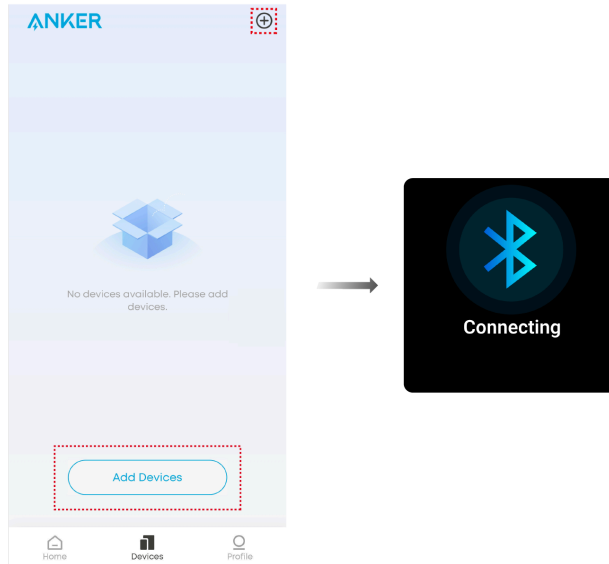 ANKER
No devices available. Please add
devices.
Add Devices
Home
Devices
Profile
Connecting